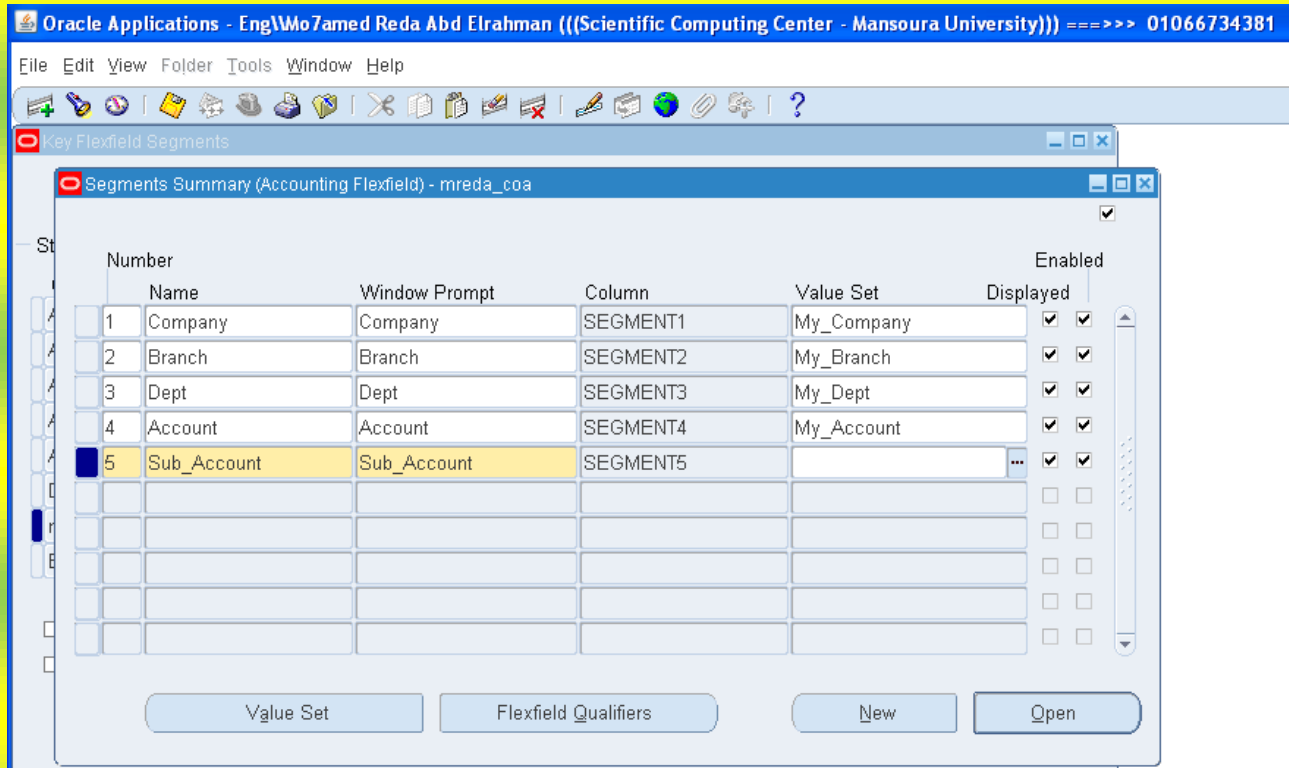 Oracle Applications - Eng\\Mo7amed Reda Abd Elrahman (((Scientific Computing Center - Mansoura University))) ===>>> 01066734381
File Edit View Folder Tools Window Help
Key Flexfield Segments
Segments Summary (Accounting Flexfield) - mreda_coa
St
Number Enabled
Name Window Prompt Column Value Set Displayed
1 Company Company SEGMENT1 My_Company
2 Branch Branch SEGMENT2 My_Branch
3 Dept Dept SEGMENT3 My_Dept
4 Account Account SEGMENT4 My_Account
5 Sub_Account Sub_Account SEGMENT5 ...
Value Set Flexfield Qualifiers New Open